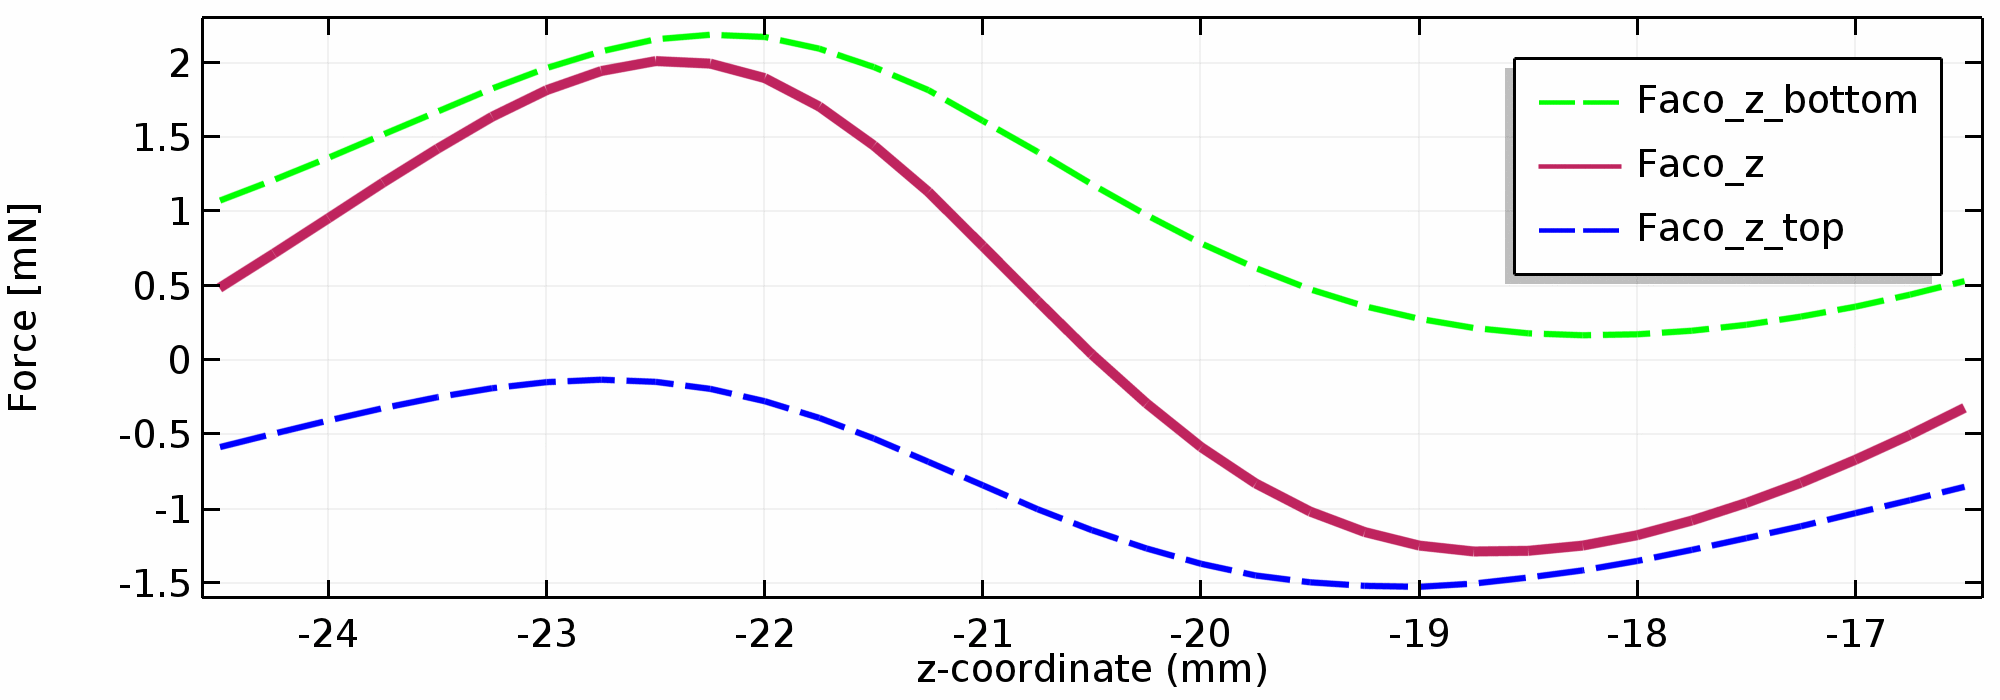 Force [mN]
2
1.5
1
0.5
0
-0.5
-1
-1.5
Faco_z_bottom
Faco_z
Faco_z_top
-24 -23 -22 -21 -20 -19 -18 -17
z-coordinate (mm)